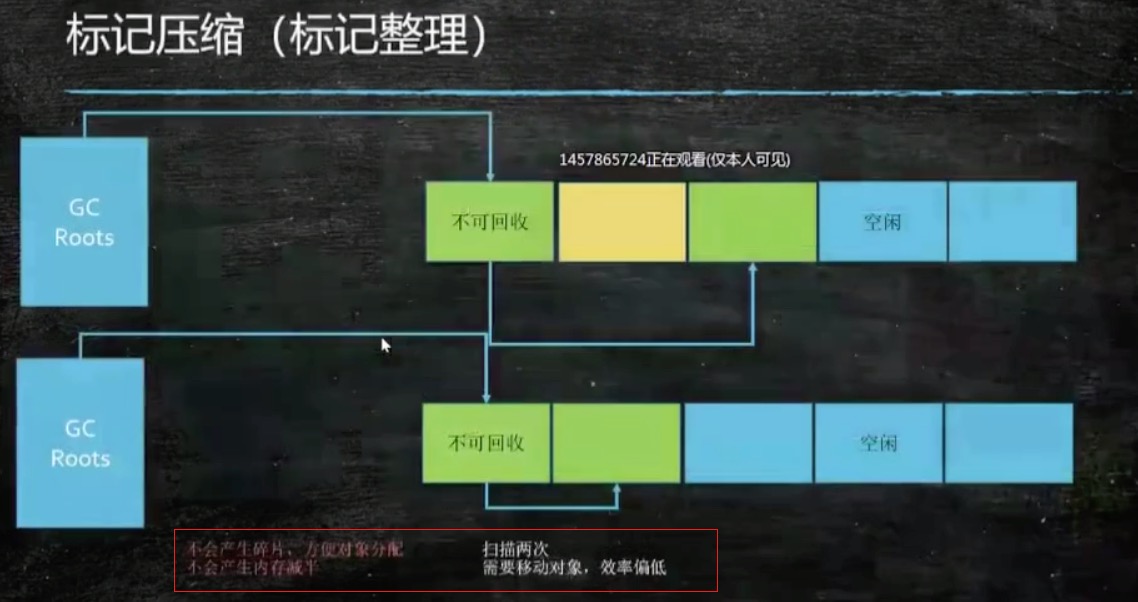 标记压缩（标记整理）
1457865724正在观看(仅本人可见)
GC
Roots
不可回收
空闲
GC
Roots
不可回收
空闲
不会产生碎片、方便对象分配
不会产生内存减半
扫描两次
需要移动对象，效率偏低